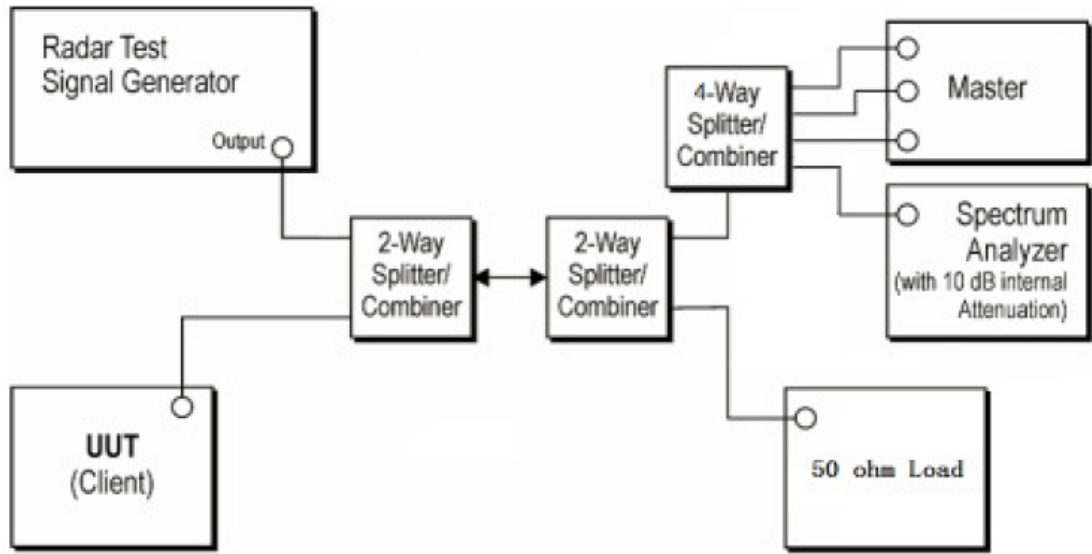 Radar Test
Signal Generator
Output
4-Way
Splitter/
Combiner
Master
2-Way
Splitter/
Combiner
2-Way
Splitter/
Combiner
Spectrum
Analyzer
(with 10 dB internal
Attenuation)
UUT
(Client)
50 ohm Load